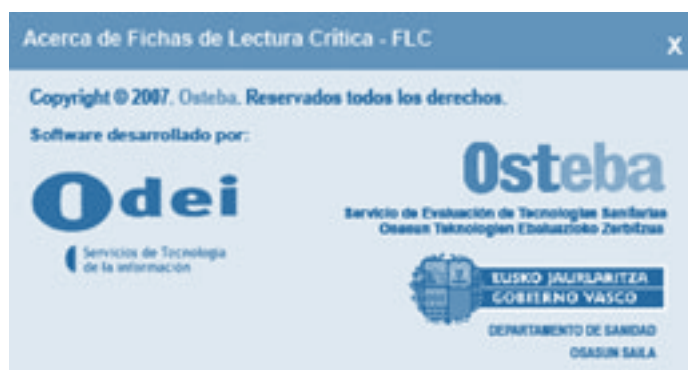 Acerca de Fichas de Lectura Crítica - FLC
X
Copyright © 2007, Osteba. Reservados todos los derechos.
Software desarrollado por:
Odei
Servicios de Tecnología
de la información
Osteba
Servicio de Evaluación de Tecnologías Sanitarias
Osasun Teknologien Ebaluazioko Zerbitzua
EUSKO JAURLARITZA
GOBIERNO VASCO
DEPARTAMENTO DE SANIDAD
OSASUN SAILA